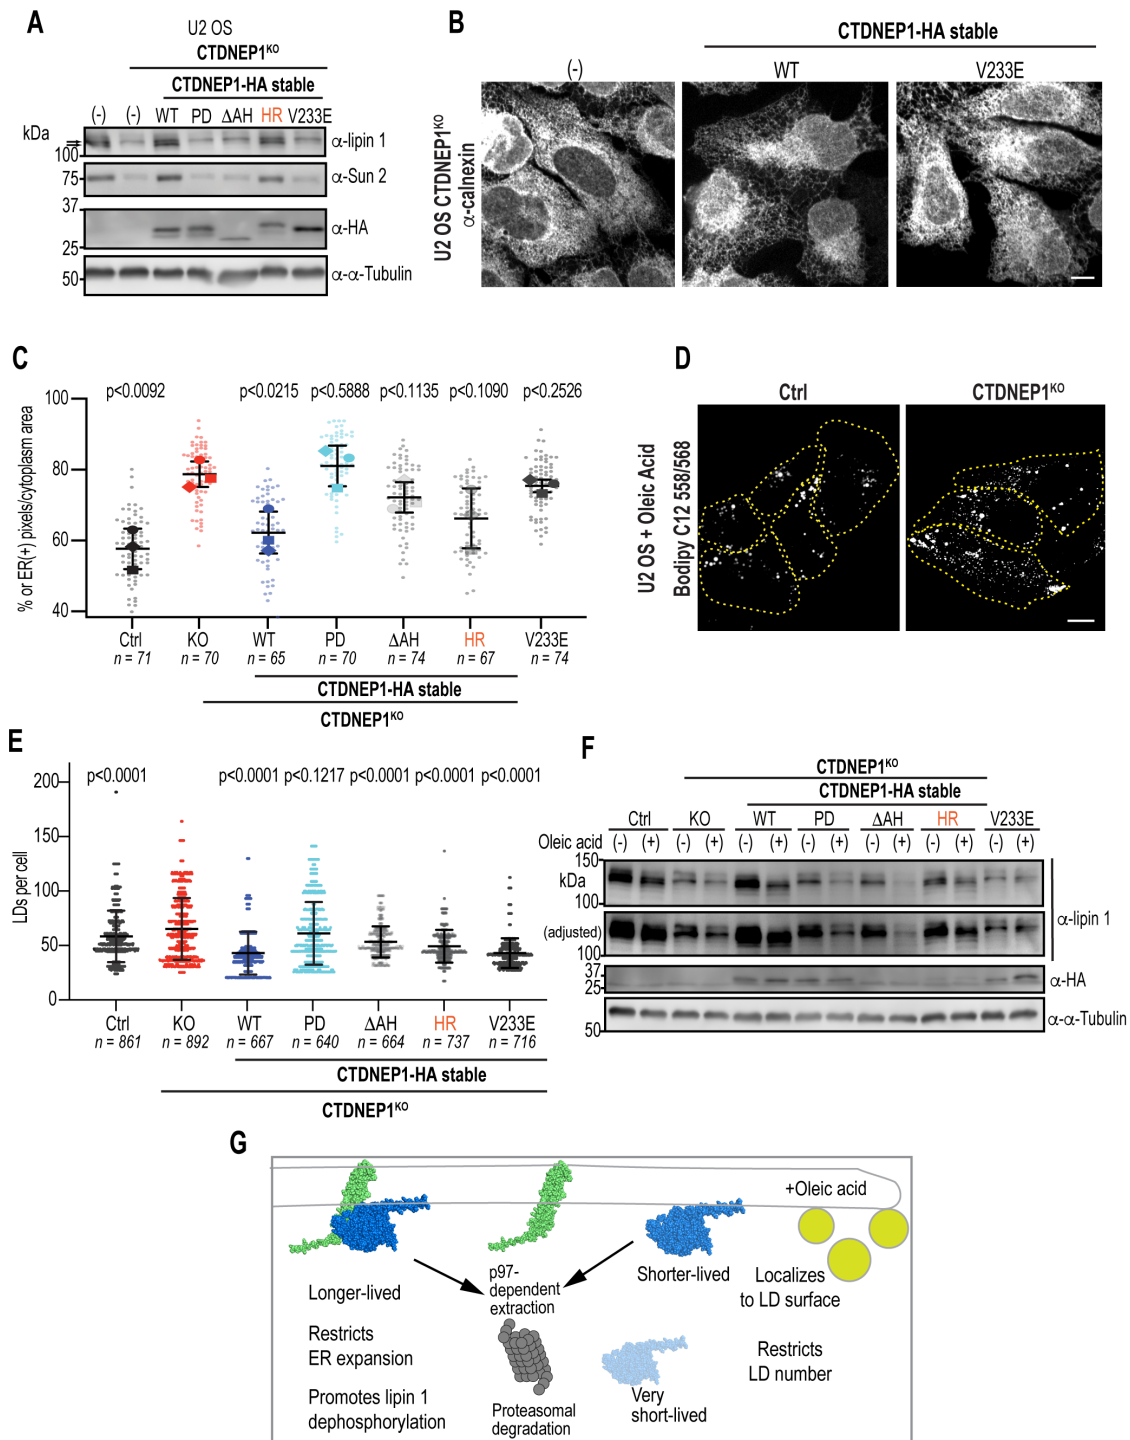 A
U2 OS
CTDNEP1KO
CTDNEP1-HA stable
(-) (-) WT PD ΔAH HR V233E
kDa
100
α-lipin 1
75
α-Sun 2
37
α-HA
25
50
α-α-Tubulin
B
CTDNEP1-HA stable
(-) WT V233E
U2 OS CTDNEP1KO
α-calnexin
C
p<0.0092 p<0.0215 p<0.5888 p<0.1135 p<0.1090 p<0.2526
% or ER(+) pixels/cytoplasm area
100
80
60
40
Ctrl KO WT PD ΔAH HR V233E
n = 71 n = 70 n = 65 n = 70 n = 74 n = 67 n = 74
CTDNEP1-HA stable
CTDNEP1KO
D
Ctrl CTDNEP1KO
U2 OS + Oleic Acid
Bodipy C12 558/568
E
p<0.0001 p<0.0001 p<0.1217 p<0.0001 p<0.0001 p<0.0001
LDs per cell
200
150
100
50
0
Ctrl KO WT PD ΔAH HR V233E
n = 861 n = 892 n = 667 n = 640 n = 664 n = 737 n = 716
CTDNEP1-HA stable
CTDNEP1KO
F
CTDNEP1KO
CTDNEP1-HA stable
Ctrl KO WT PD ΔAH HR V233E
Oleic acid (-) (+) (-) (+) (-) (+) (-) (+) (-) (+) (-) (+) (-) (+)
150
kDa
100
(adjusted)
100
α-lipin 1
37
25
α-HA
α-α-Tubulin
50
G
+Oleic acid
Longer-lived
Restricts
ER expansion
Promotes lipin 1
dephosphorylation
p97-
dependent
extraction
Proteasomal
degradation
Shorter-lived
Very
short-lived
Localizes
to LD surface
Restricts
LD number